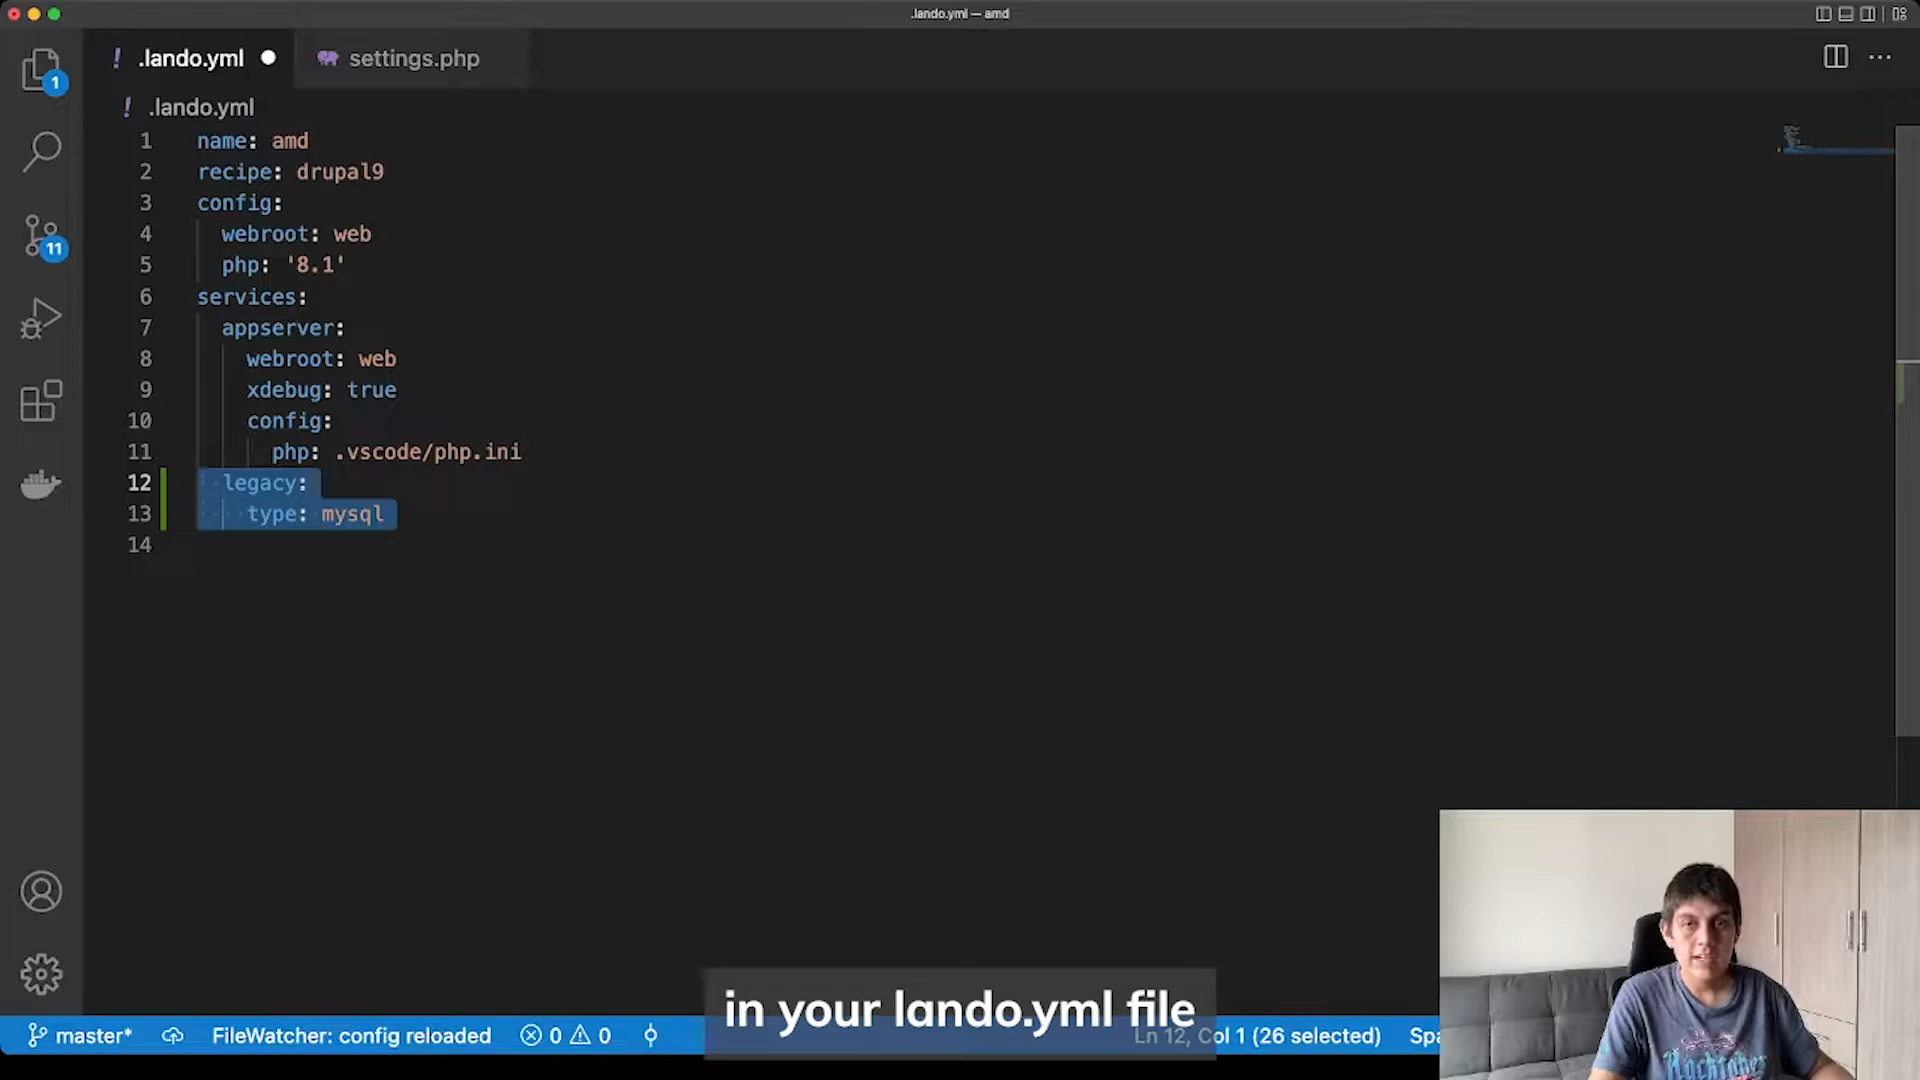 .lando.yml — amd
! .lando.yml
settings.php
1
! .lando.yml
1 name: amd
2 recipe: drupal9
3 config:
4 webroot: web
5 php: '8.1'
6 services:
7 appserver:
8 webroot: web
9 xdebug: true
10 config:
11 php: .vscode/php.ini
12 legacy:
13 type: mysql
14
11
in your lando.yml file
master* FileWatcher: config reloaded 0 0 Ln 12, Col 1 (26 selected) Spa